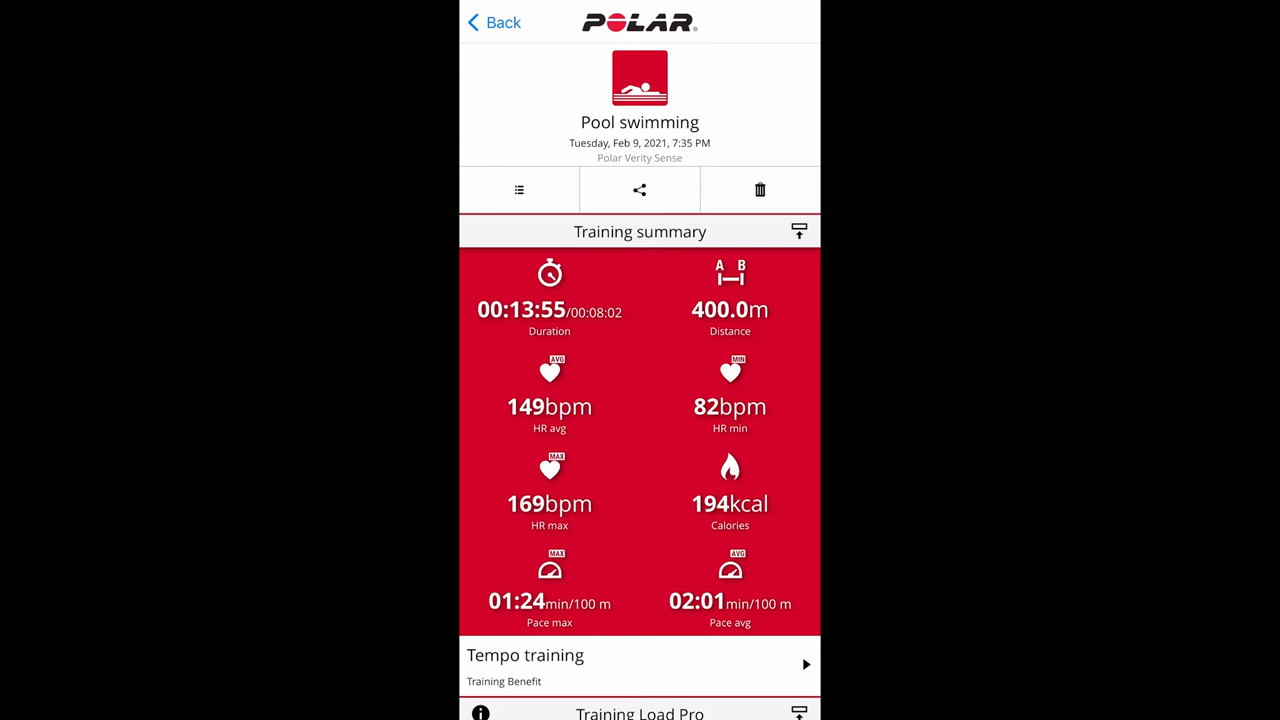 Back
POLAR
Pool swimming
Tuesday, Feb 9, 2021, 7:35 PM
Polar Verity Sense
Training summary
A B
00:13:55/00:08:02 400.0m
Duration Distance
AVG MIN
149bpm 82bpm
HR avg HR min
MAX
169bpm 194kcal
HR max Calories
MAX AVG
01:24min/100 m 02:01min/100 m
Pace max Pace avg
Tempo training
Training Benefit
Training Load Pro